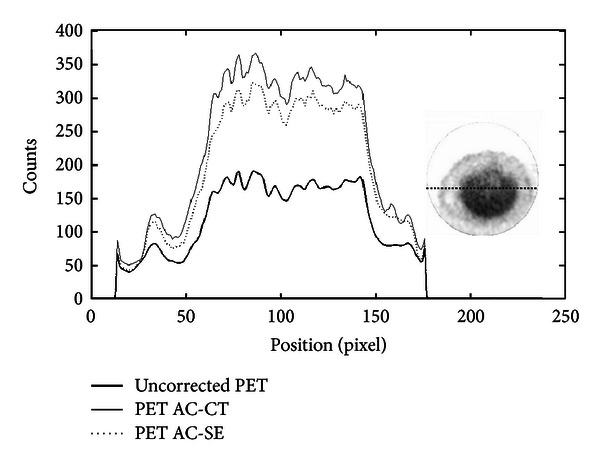 400
350
300
250
200
150
100
50
0
Counts
0 50 100 150 200 250
Position (pixel)
Uncorrected PET
PET AC-CT
PET AC-SE